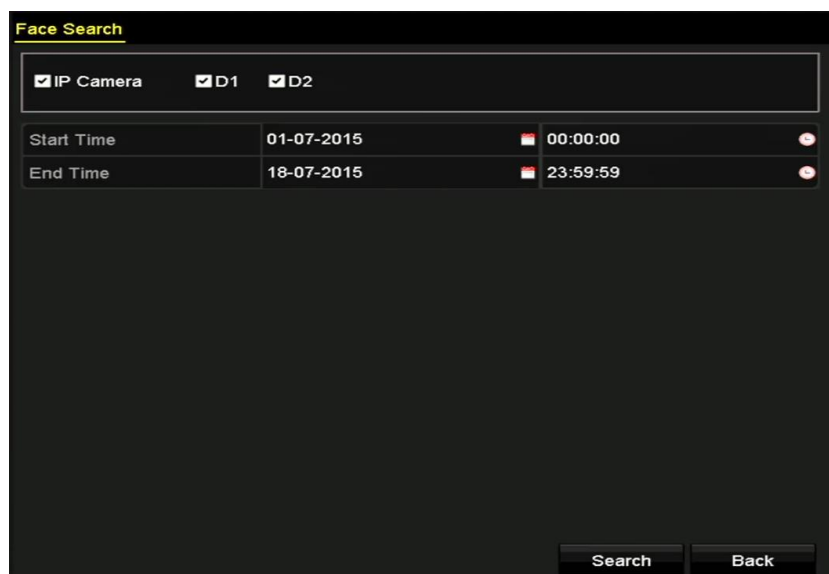 Face Search
IP Camera D1 D2
Start Time 01-07-2015 00:00:00
End Time 18-07-2015 23:59:59
Search Back